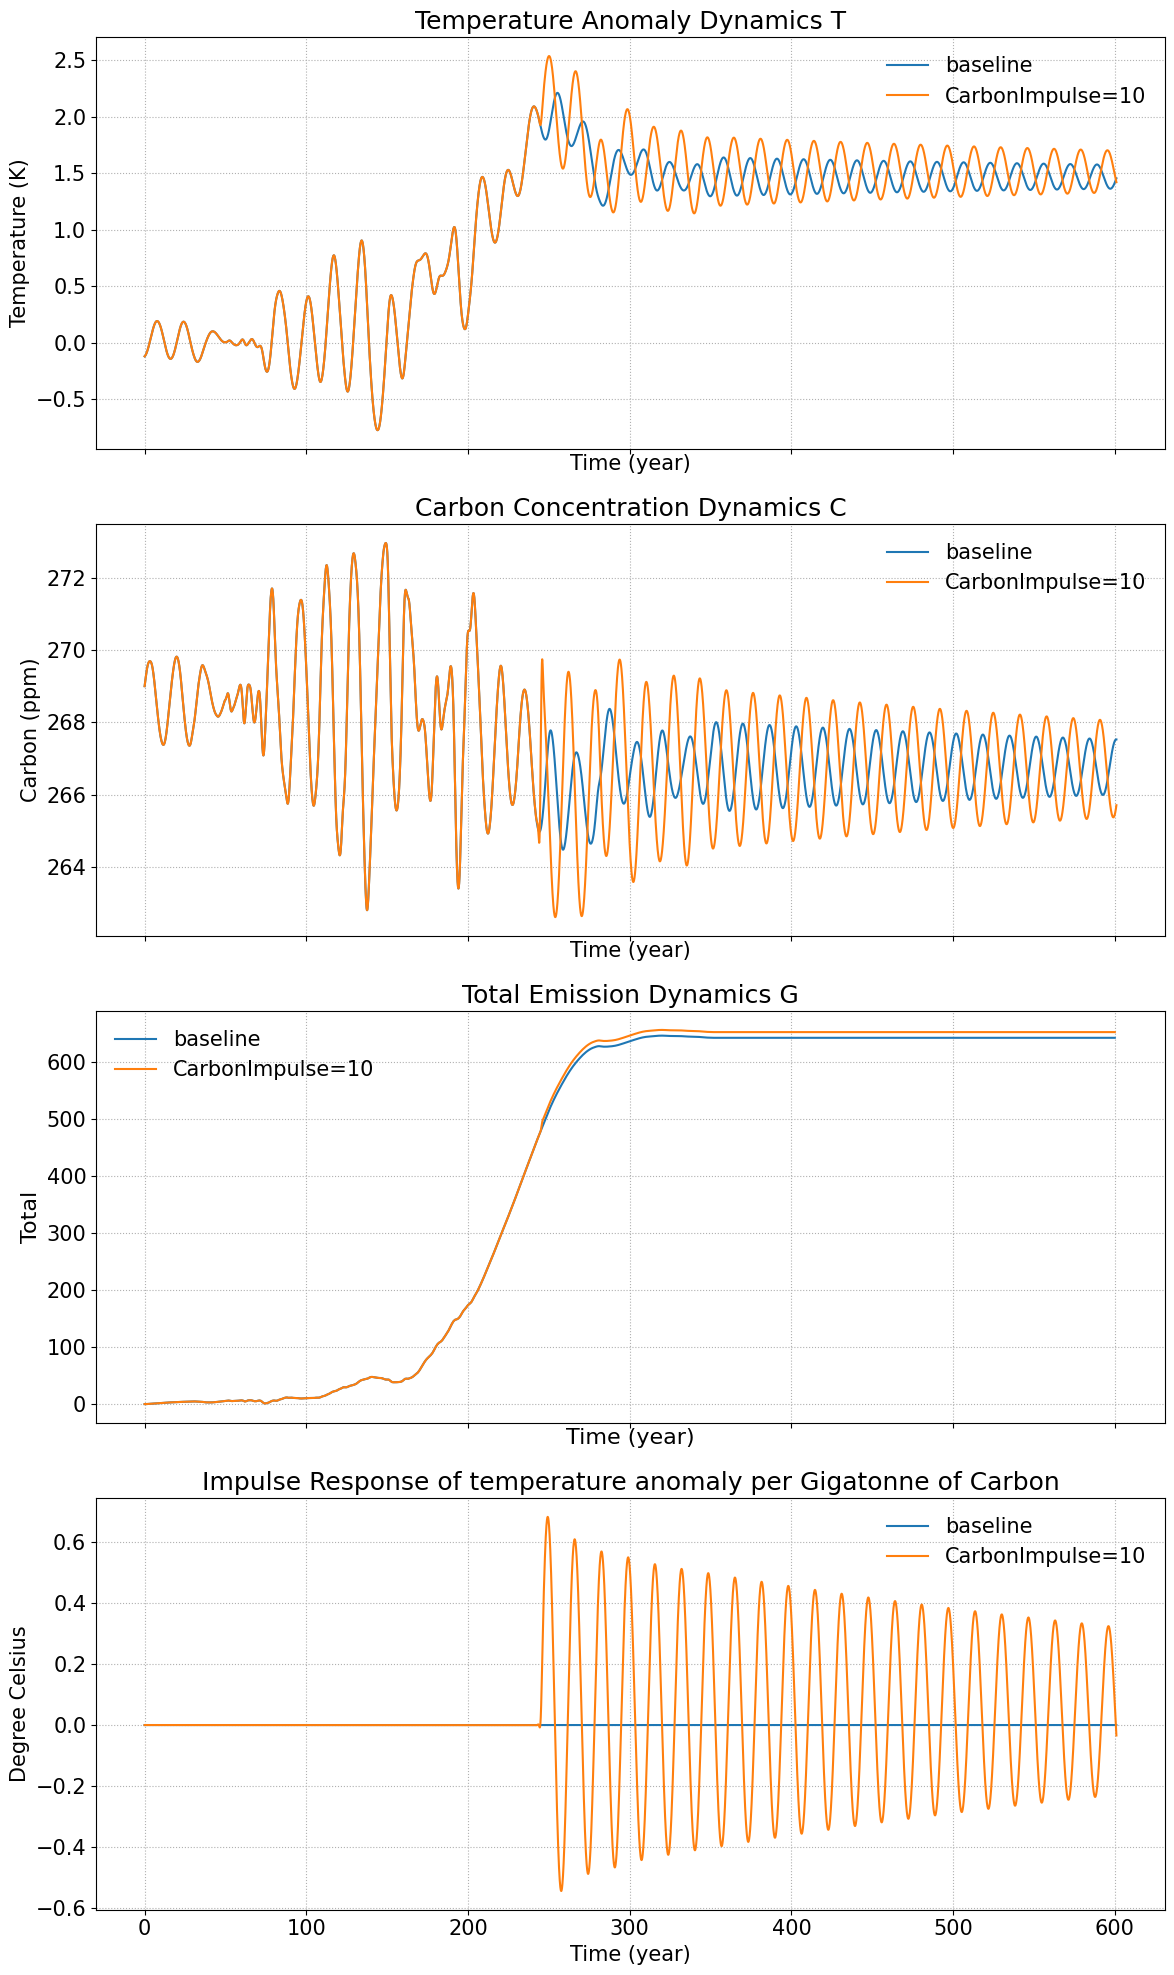 Temperature Anomaly Dynamics T
2.5
2.0
1.5
1.0
0.5
0.0
−0.5
Temperature (K)
baseline
CarbonImpulse=10
Time (year)
Carbon Concentration Dynamics C
272
270
268
266
264
Carbon (ppm)
baseline
CarbonImpulse=10
Time (year)
Total Emission Dynamics G
600
500
400
300
200
100
0
Total
baseline
CarbonImpulse=10
Time (year)
Impulse Response of temperature anomaly per Gigatonne of Carbon
0.6
0.4
0.2
0.0
−0.2
−0.4
−0.6
Degree Celsius
baseline
CarbonImpulse=10
0 100 200 300 400 500 600
Time (year)